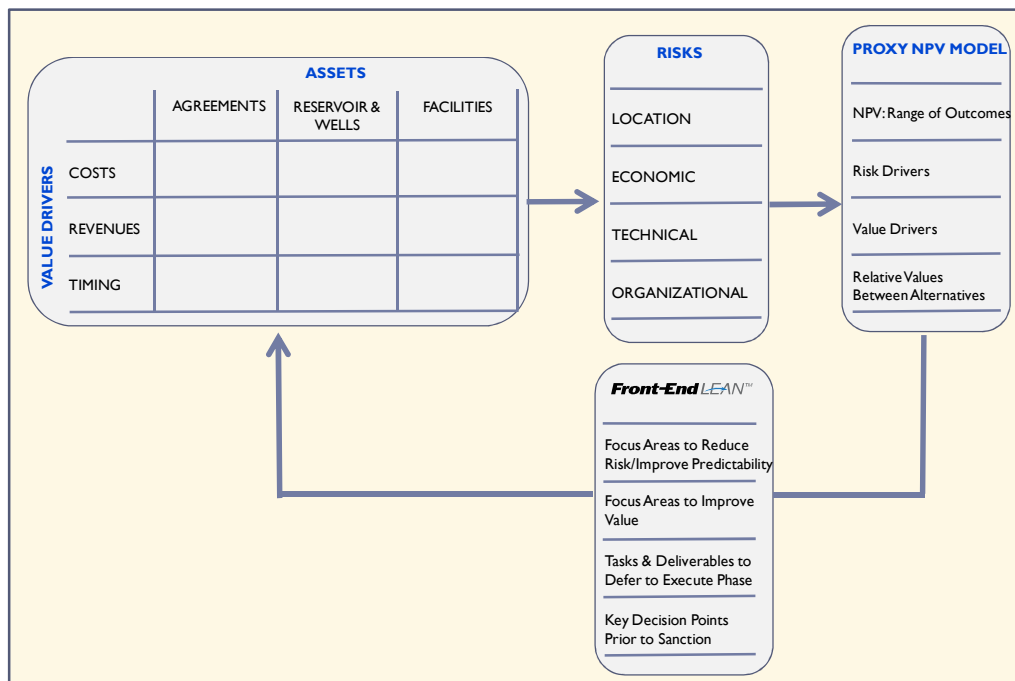 ASSETS
AGREEMENTS
RESERVOIR &
WELLS
FACILITIES
VALUE DRIVERS
COSTS
REVENUES
TIMING
RISKS
LOCATION
ECONOMIC
TECHNICAL
ORGANIZATIONAL
PROXY NPV MODEL
NPV: Range of Outcomes
Risk Drivers
Value Drivers
Relative Values
Between Alternatives
Front-End LEAN™
Focus Areas to Reduce
Risk/Improve Predictability
Focus Areas to Improve
Value
Tasks & Deliverables to
Defer to Execute Phase
Key Decision Points
Prior to Sanction